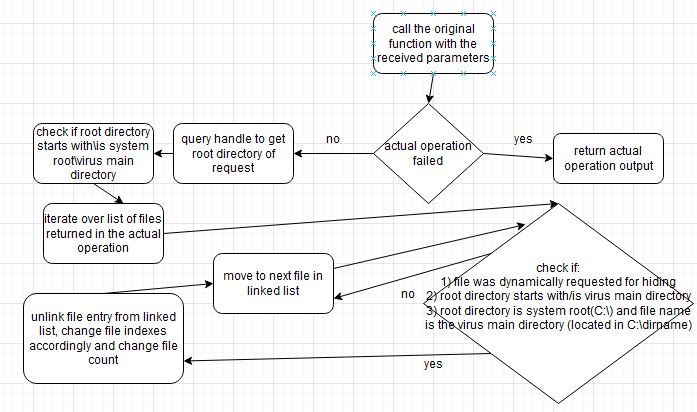 call the original
function with the
received parameters
actual operation
failed
no
yes
return actual
operation output
query handle to get
root directory of
request
check if root directory
starts with\is system
root\virus main
directory
iterate over list of files
returned in the actual
operation
move to next file in
linked list
check if:
1) file was dynamically requested for hiding
2) root directory starts with/is virus main directory
3) root directory is system root(C:\) and file name
is the virus main directory (located in C:\dirname)
no
unlink file entry from linked
list, change file indexes
accordingly and change file
count
yes